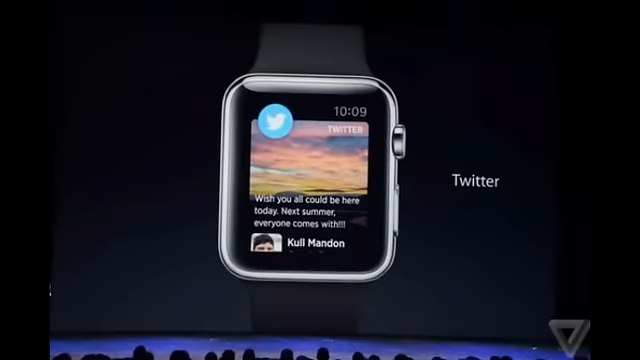 10:09
TWITTER
Wish you all could be here
today. Next summer,
everyone comes with!!!
Kull Mandon
Twitter